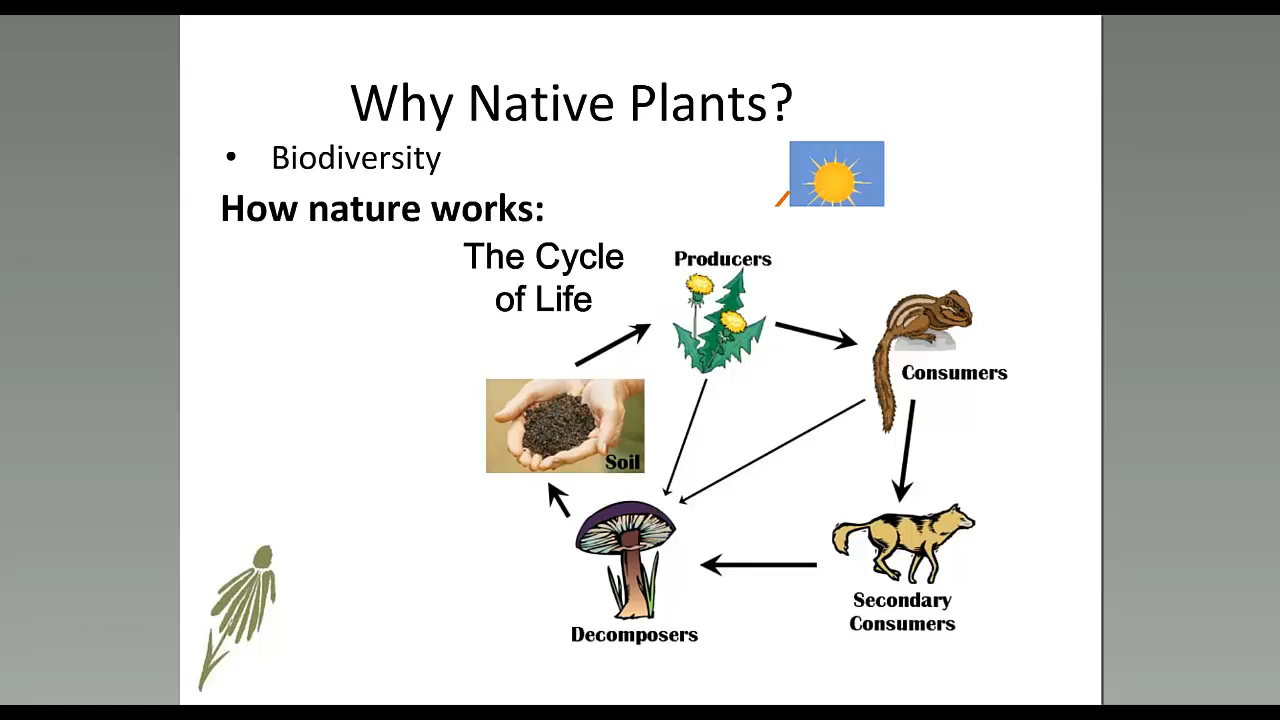 Why Native Plants?
• Biodiversity
How nature works:
The Cycle
of Life
Producers
Consumers
Soil
Secondary
Consumers
Decomposers